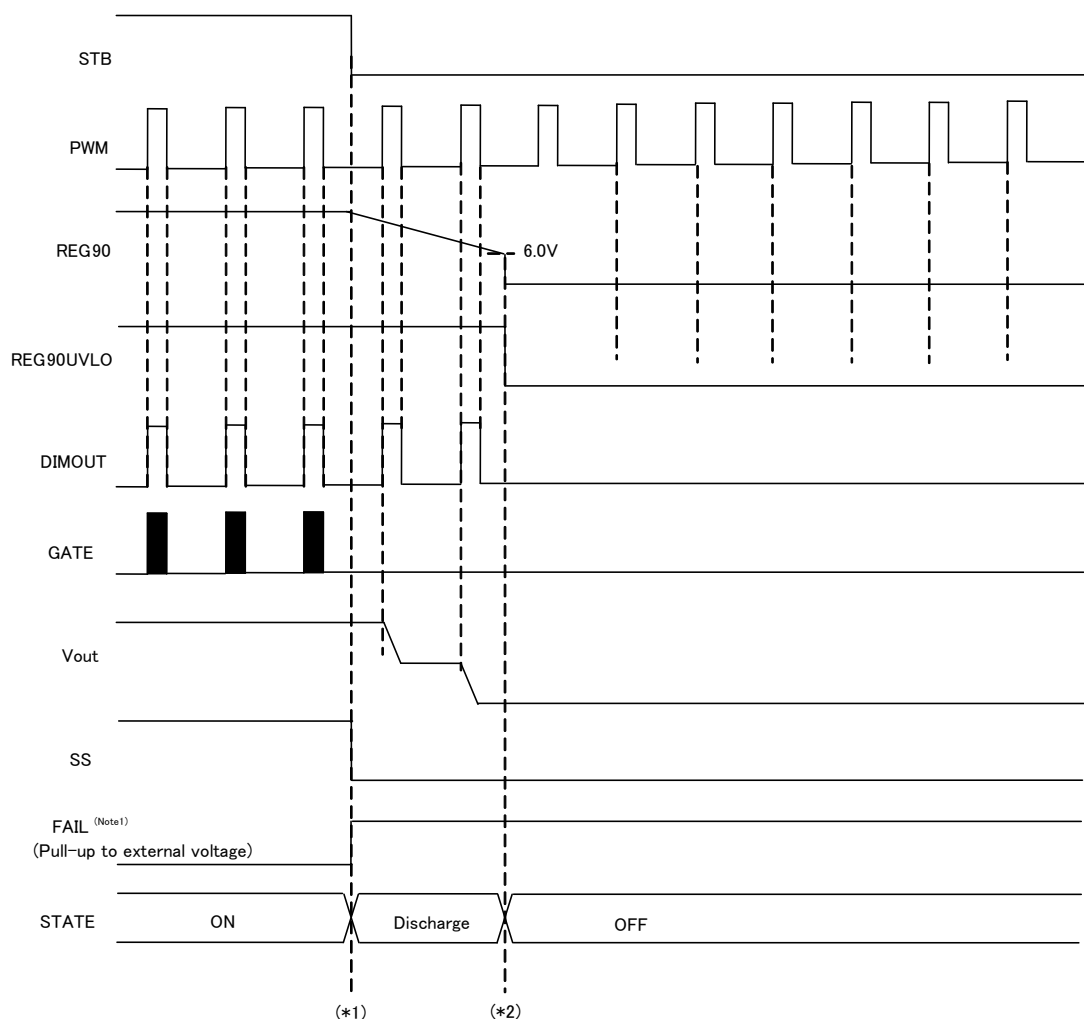 STB
PWM
REG90
6.0V
REG90UVLO
DIMOUT
GATE
Vout
SS
FAIL (Note1)
(Pull-up to external voltage)
STATE
ON
Discharge
OFF
(*1)
(*2)